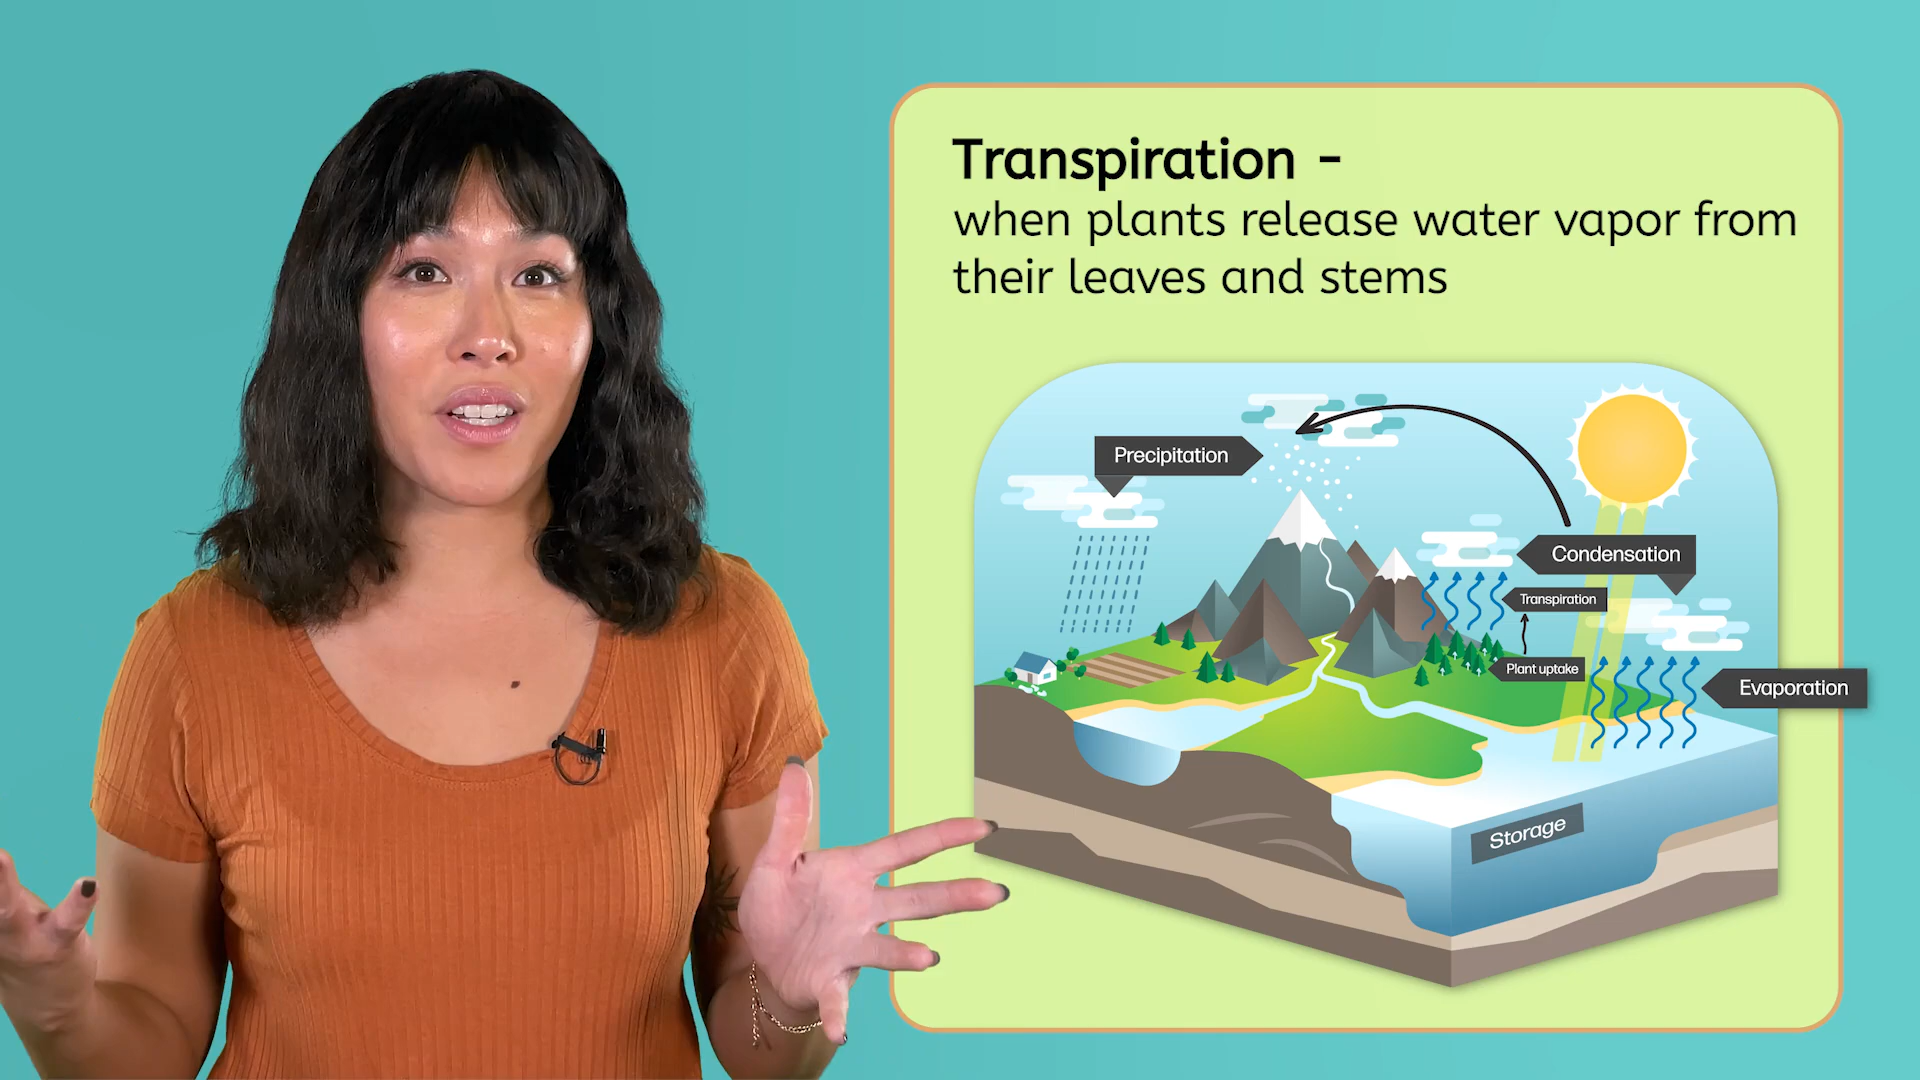 Transpiration -
when plants release water vapor from
their leaves and stems
Precipitation
Condensation
Transpiration
Plant uptake
Evaporation
Storage